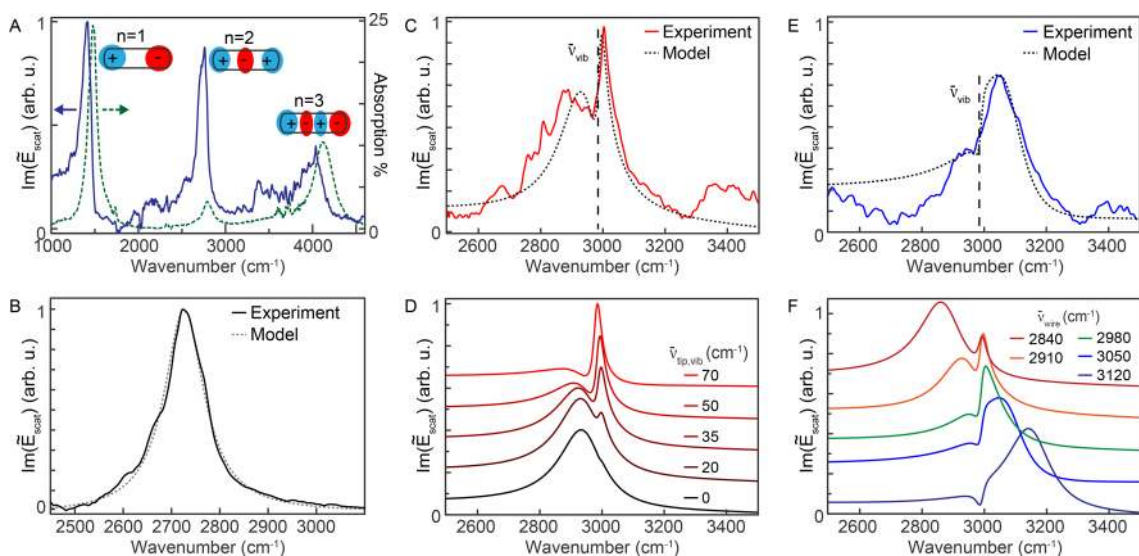 A
1
n=1
n=2
n=3
+
-
+
-
+
+
-
+
-
25
0
0
Im(Ẽscat) (arb. u.)
Absorption %
1000
2000
3000
4000
Wavenumber (cm⁻¹)
B
1
Experiment
Model
Im(Ẽscat) (arb. u.)
0
2500
2600
2700
2800
2900
3000
Wavenumber (cm⁻¹)
C
1
Experiment
Model
ν̃vib
Im(Ẽscat) (arb. u.)
0
2600
2800
3000
3200
3400
Wavenumber (cm⁻¹)
D
1
ν̃tip,vib (cm⁻¹)
70
50
35
20
0
Im(Ẽscat) (arb. u.)
0
2600
2800
3000
3200
3400
Wavenumber (cm⁻¹)
E
1
Experiment
Model
ν̃vib
Im(Ẽscat) (arb. u.)
0
2600
2800
3000
3200
3400
Wavenumber (cm⁻¹)
F
1
ν̃wire (cm⁻¹)
2840
2980
2910
3050
3120
Im(Ẽscat) (arb. u.)
0
2600
2800
3000
3200
3400
Wavenumber (cm⁻¹)